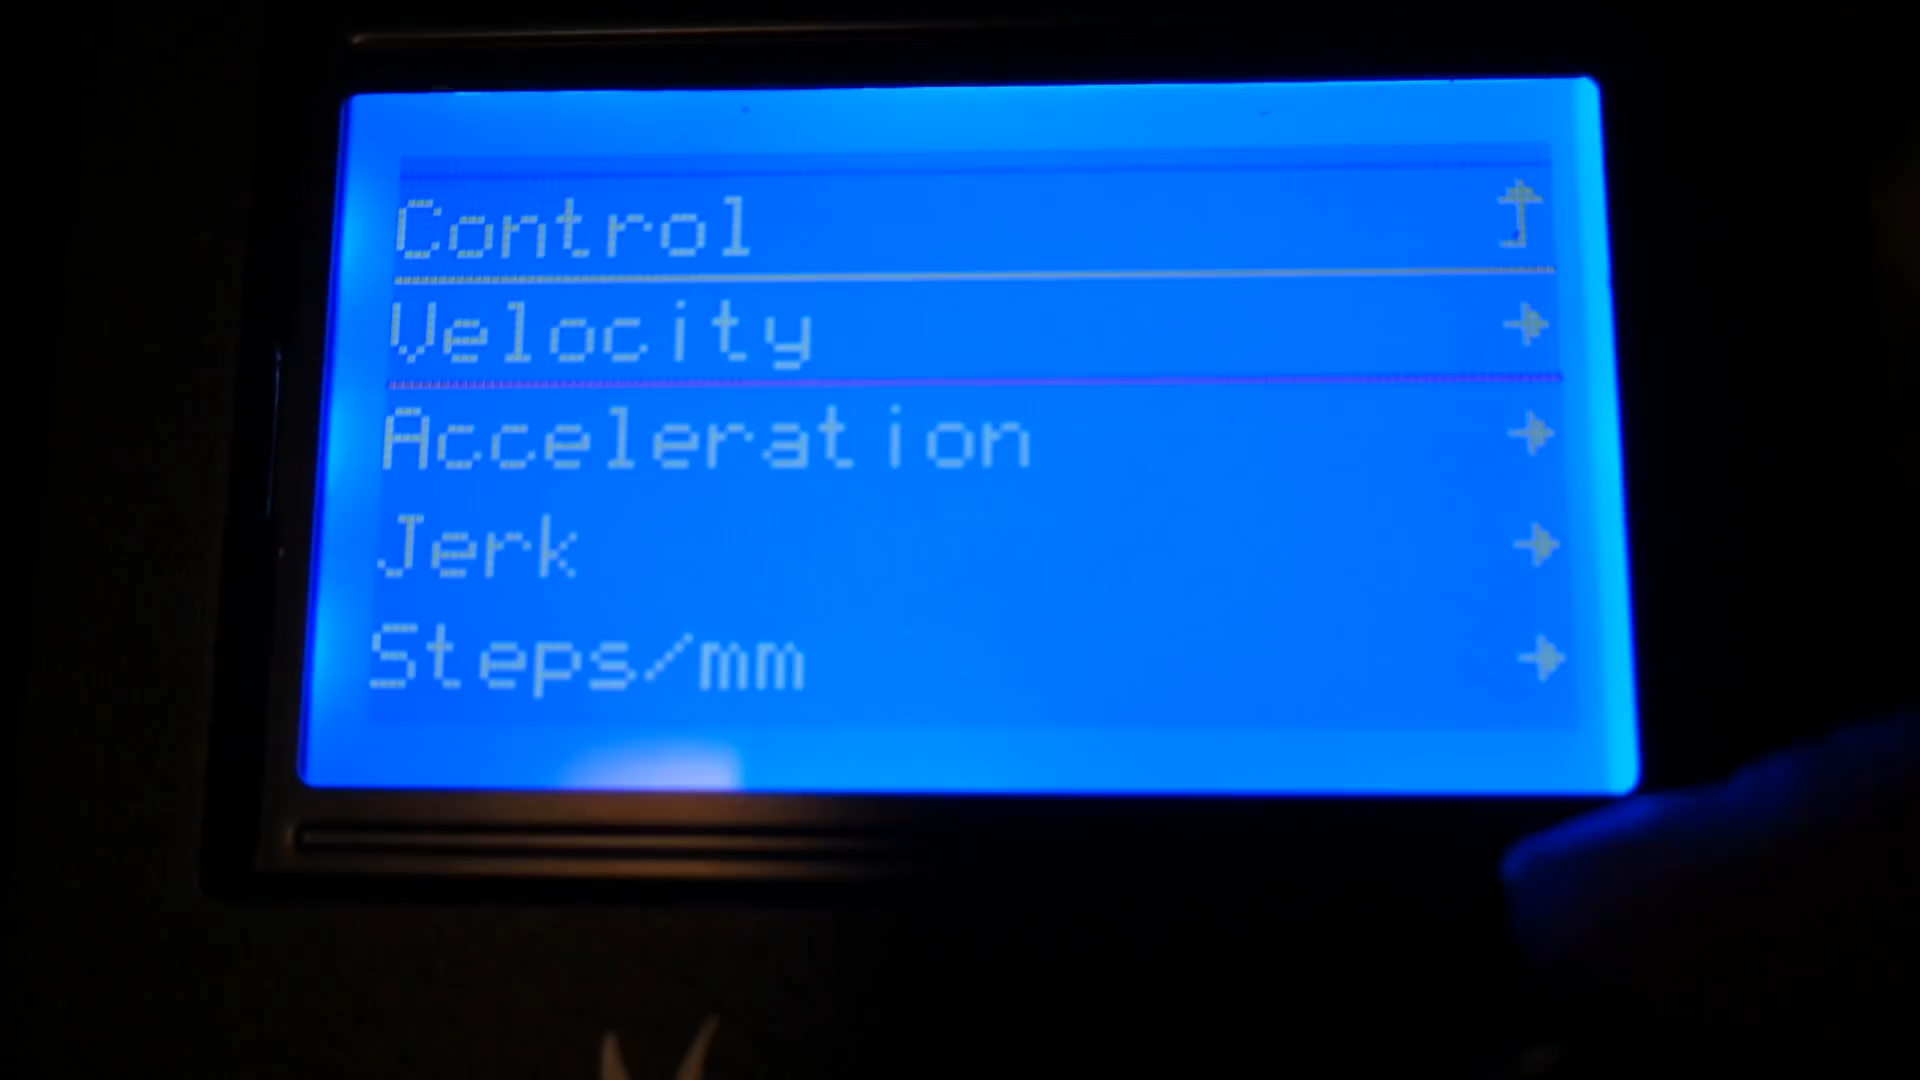 Control
Velocity
Acceleration
Jerk
Steps/mm